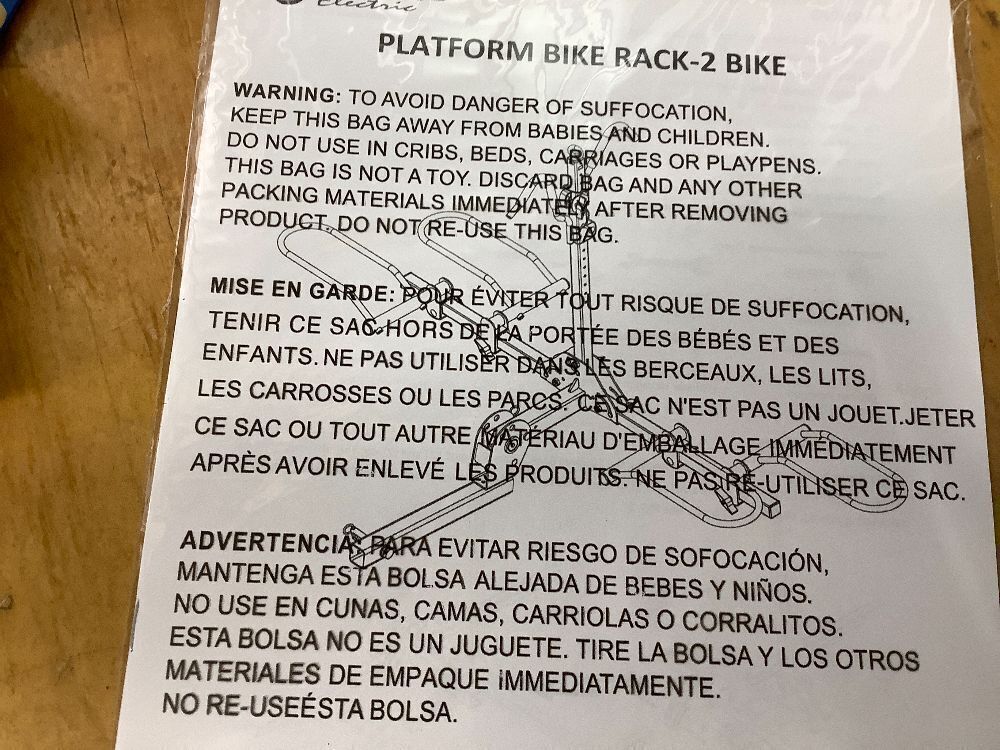 Electric
PLATFORM BIKE RACK-2 BIKE
WARNING: TO AVOID DANGER OF SUFFOCATION,
KEEP THIS BAG AWAY FROM BABIES AND CHILDREN.
DO NOT USE IN CRIBS, BEDS, CARRIAGES OR PLAYPENS.
THIS BAG IS NOT A TOY. DISCARD BAG AND ANY OTHER
PACKING MATERIALS IMMEDIATELY AFTER REMOVING
PRODUCT. DO NOT RE-USE THIS BAG.
MISE EN GARDE: POUR ÉVITER TOUT RISQUE DE SUFFOCATION,
TENIR CE SAC HORS DE LA PORTÉE DES BÉBÉS ET DES
ENFANTS. NE PAS UTILISER DANS LES BERCEAUX, LES LITS,
LES CARROSSES OU LES PARCS. CE SAC N'EST PAS UN JOUET.JETER
CE SAC OU TOUT AUTRE MATÉRIAU D'EMBALLAGE IMMÉDIATEMENT
APRÈS AVOIR ENLEVÉ LES PRODUITS. NE PAS RÉ-UTILISER CE SAC.
ADVERTENCIA: PARA EVITAR RIESGO DE SOFOCACIÓN,
MANTENGA ESTA BOLSA ALEJADA DE BEBES Y NIÑOS.
NO USE EN CUNAS, CAMAS, CARRIOLAS O CORRALITOS.
ESTA BOLSA NO ES UN JUGUETE. TIRE LA BOLSA Y LOS OTROS
MATERIALES DE EMPAQUE IMMEDIATAMENTE.
NO RE-USEÉSTA BOLSA.